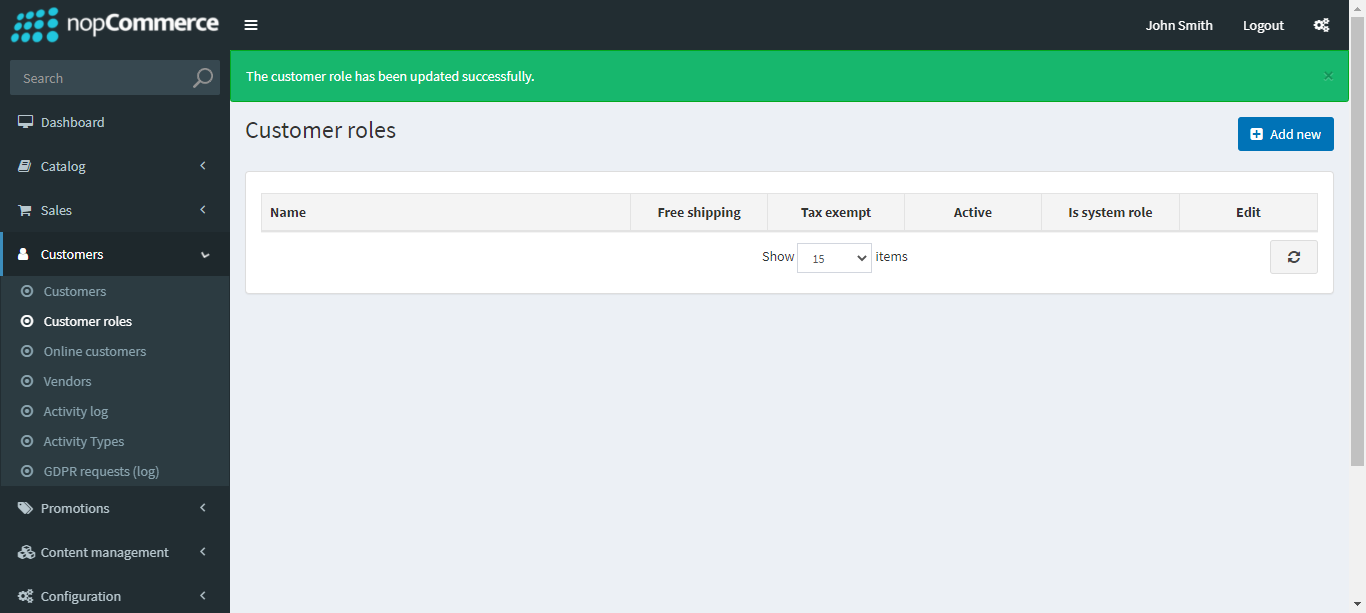 nopCommerce
John Smith Logout
Search
The customer role has been updated successfully. ×
Dashboard
Catalog
Sales
Customers
Customers
Customer roles
Online customers
Vendors
Activity log
Activity Types
GDPR requests (log)
Promotions
Content management
Configuration
Customer roles
Add new
Name Free shipping Tax exempt Active Is system role Edit
Show 15 items